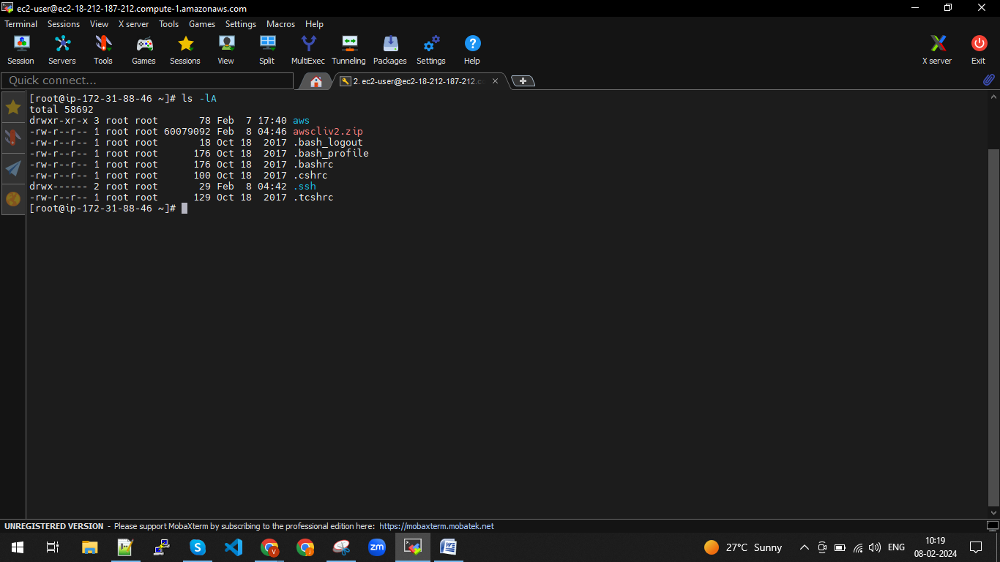 ec2-user@ec2-18-212-187-212.compute-1.amazonaws.com
Terminal Sessions View X server Tools Games Settings Macros Help
Session Servers Tools Games Sessions View Split MultiExec Tunneling Packages Settings Help X server Exit
Quick connect... 2. ec2-user@ec2-18-212-187-212.c
[root@ip-172-31-88-46 ~]# ls -lA
total 58692
drwxr-xr-x 3 root root       78 Feb  7 17:40 aws
-rw-r--r-- 1 root root 60079092 Feb  8 04:46 awscliv2.zip
-rw-r--r-- 1 root root       18 Oct 18  2017 .bash_logout
-rw-r--r-- 1 root root      176 Oct 18  2017 .bash_profile
-rw-r--r-- 1 root root      176 Oct 18  2017 .bashrc
-rw-r--r-- 1 root root      100 Oct 18  2017 .cshrc
drwx------ 2 root root       29 Feb  8 04:42 .ssh
-rw-r--r-- 1 root root      129 Oct 18  2017 .tcshrc
[root@ip-172-31-88-46 ~]#
UNREGISTERED VERSION - Please support MobaXterm by subscribing to the professional edition here: https://mobaxterm.mobatek.net
zm 27°C Sunny ENG 10:19
08-02-2024